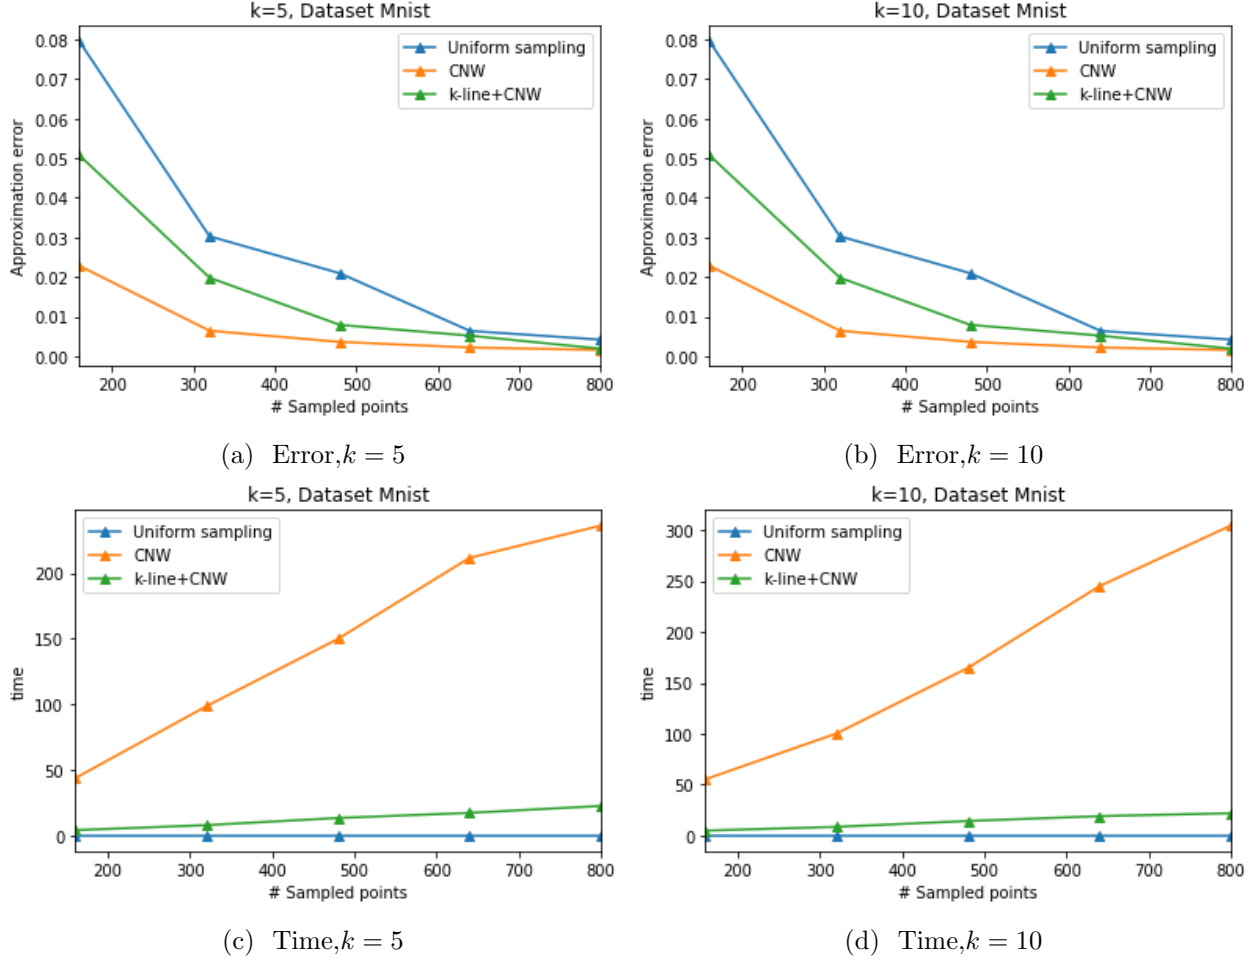 k=5, Dataset Mnist
Approximation error
0.08
0.07
0.06
0.05
0.04
0.03
0.02
0.01
0.00
Uniform sampling
CNW
k-line+CNW
200 300 400 500 600 700 800
# Sampled points
(a) Error,k = 5
k=10, Dataset Mnist
Approximation error
0.08
0.07
0.06
0.05
0.04
0.03
0.02
0.01
0.00
Uniform sampling
CNW
k-line+CNW
200 300 400 500 600 700 800
# Sampled points
(b) Error,k = 10
k=5, Dataset Mnist
time
200
150
100
50
0
Uniform sampling
CNW
k-line+CNW
200 300 400 500 600 700 800
# Sampled points
(c) Time,k = 5
k=10, Dataset Mnist
time
300
250
200
150
100
50
0
Uniform sampling
CNW
k-line+CNW
200 300 400 500 600 700 800
# Sampled points
(d) Time,k = 10